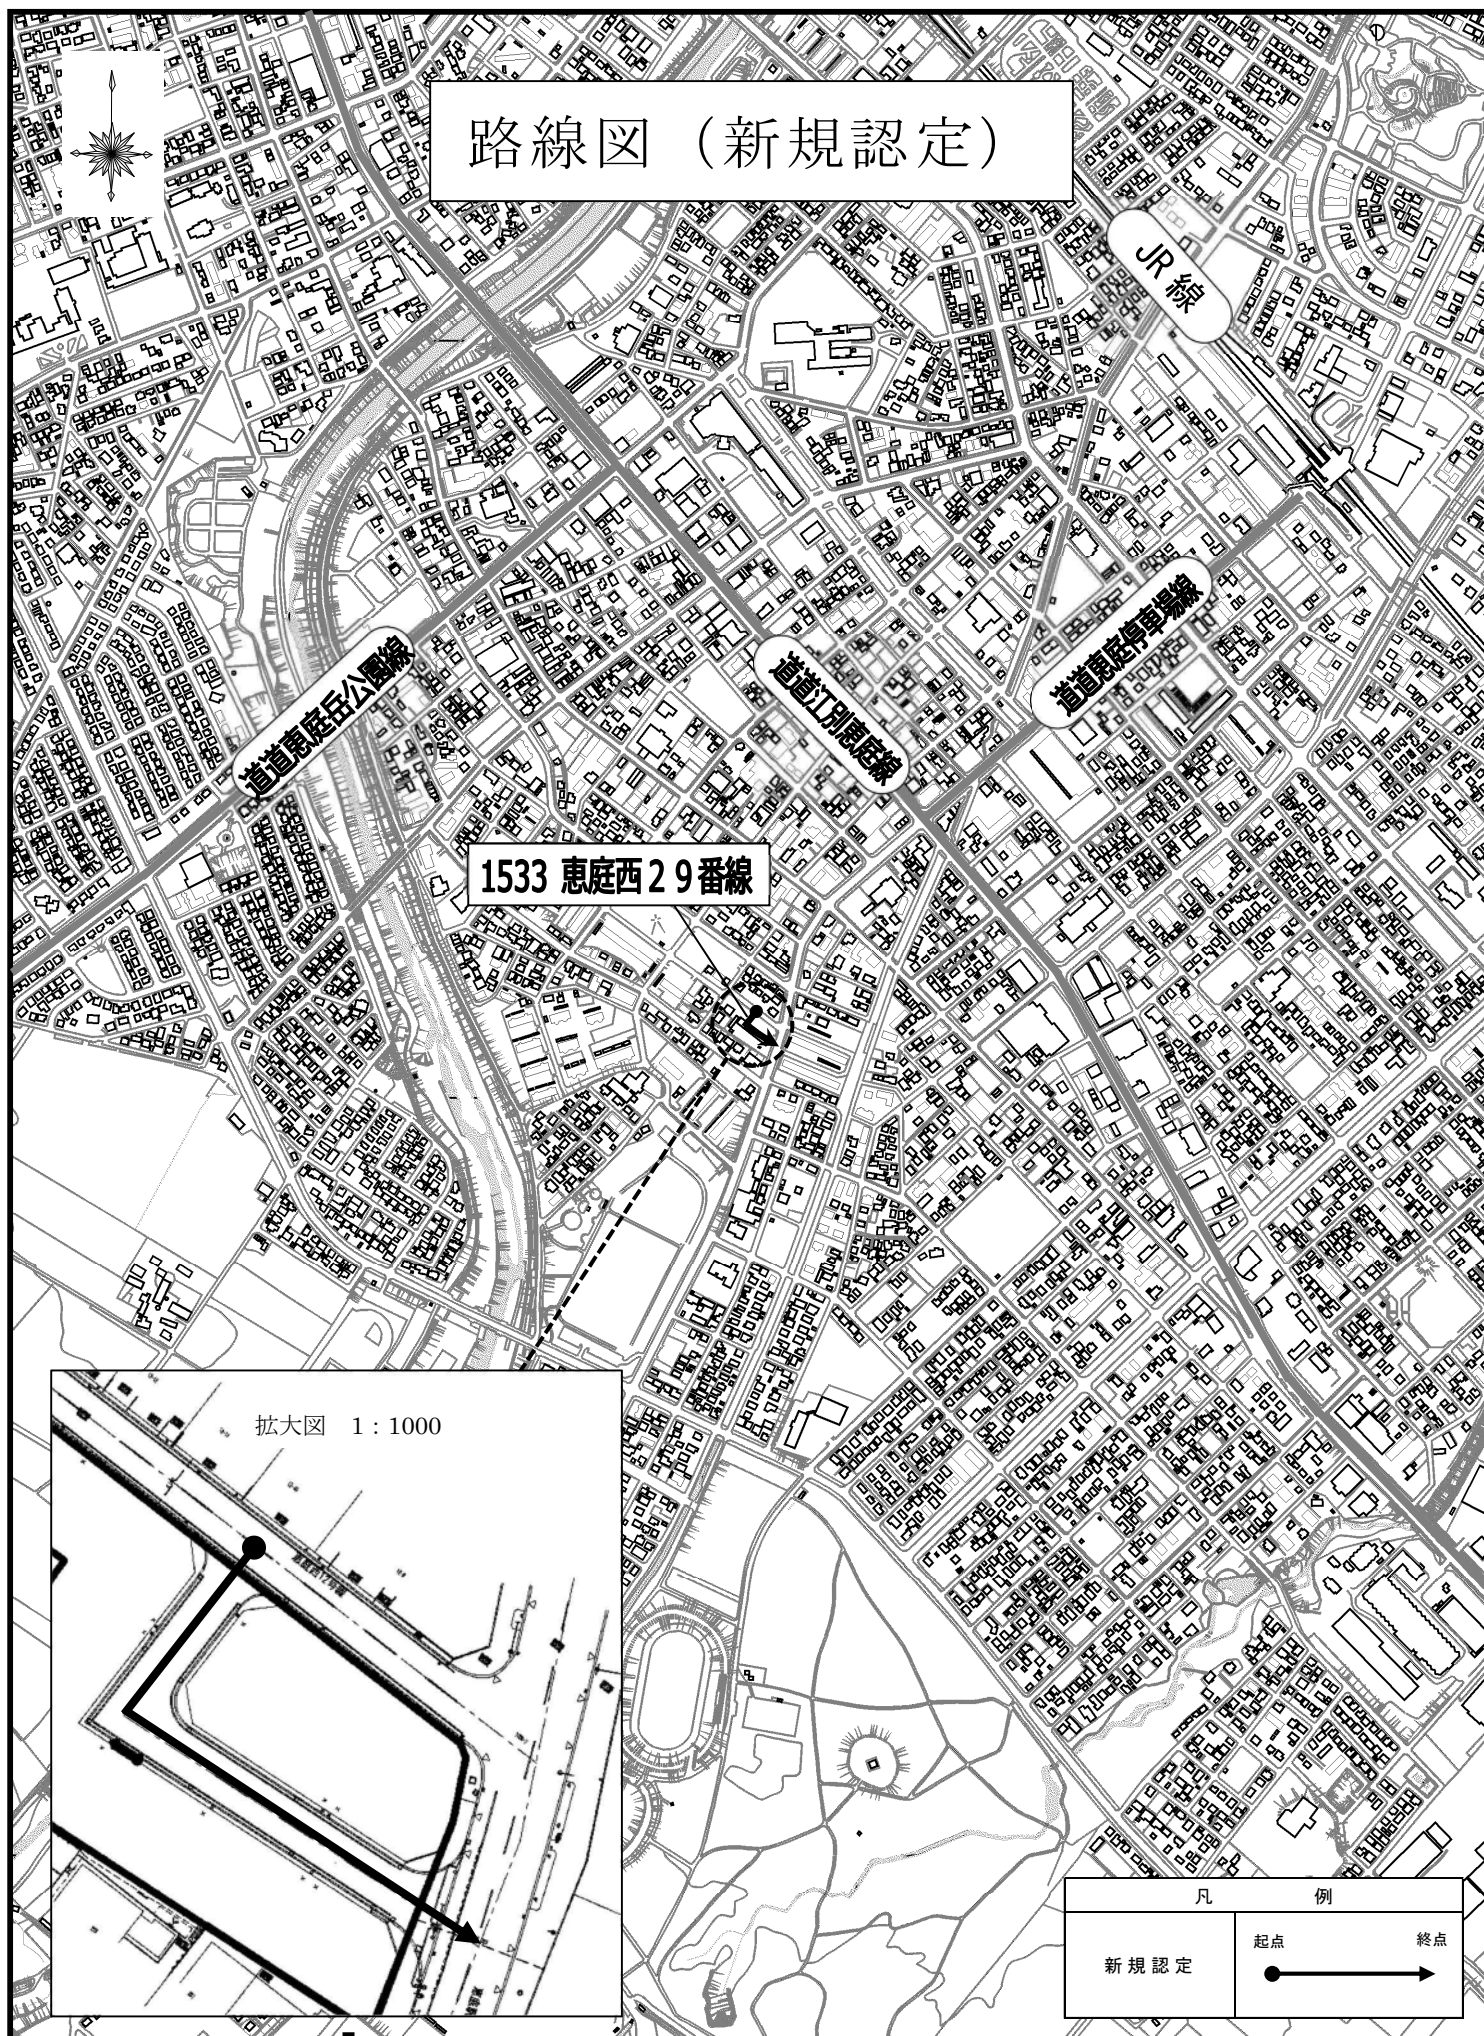 路線図（新規認定）
JR 線
道道恵庭岳公園線
道道江別恵庭線
道道恵庭停車場線
1533 恵庭西２９番線
拡大図　1：1000
凡　例
新規認定
起点
終点